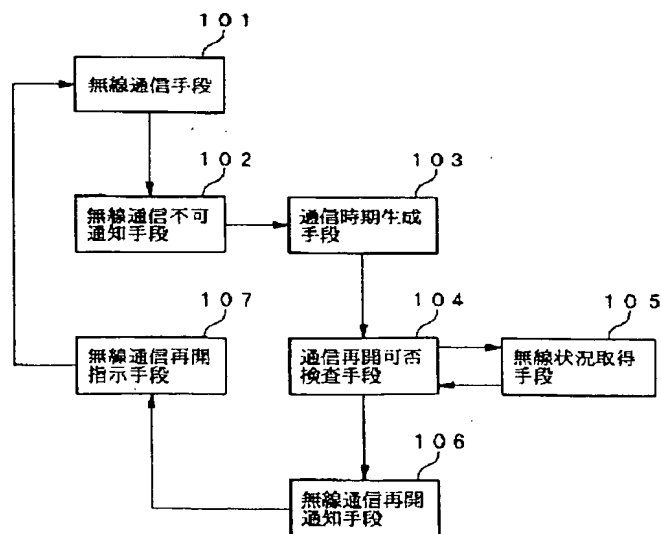 101
無線通信手段
102
無線通信不可
通知手段
103
通信時期生成
手段
104
通信再開可否
検査手段
105
無線状況取得
手段
107
無線通信再開
指示手段
106
無線通信再開
通知手段